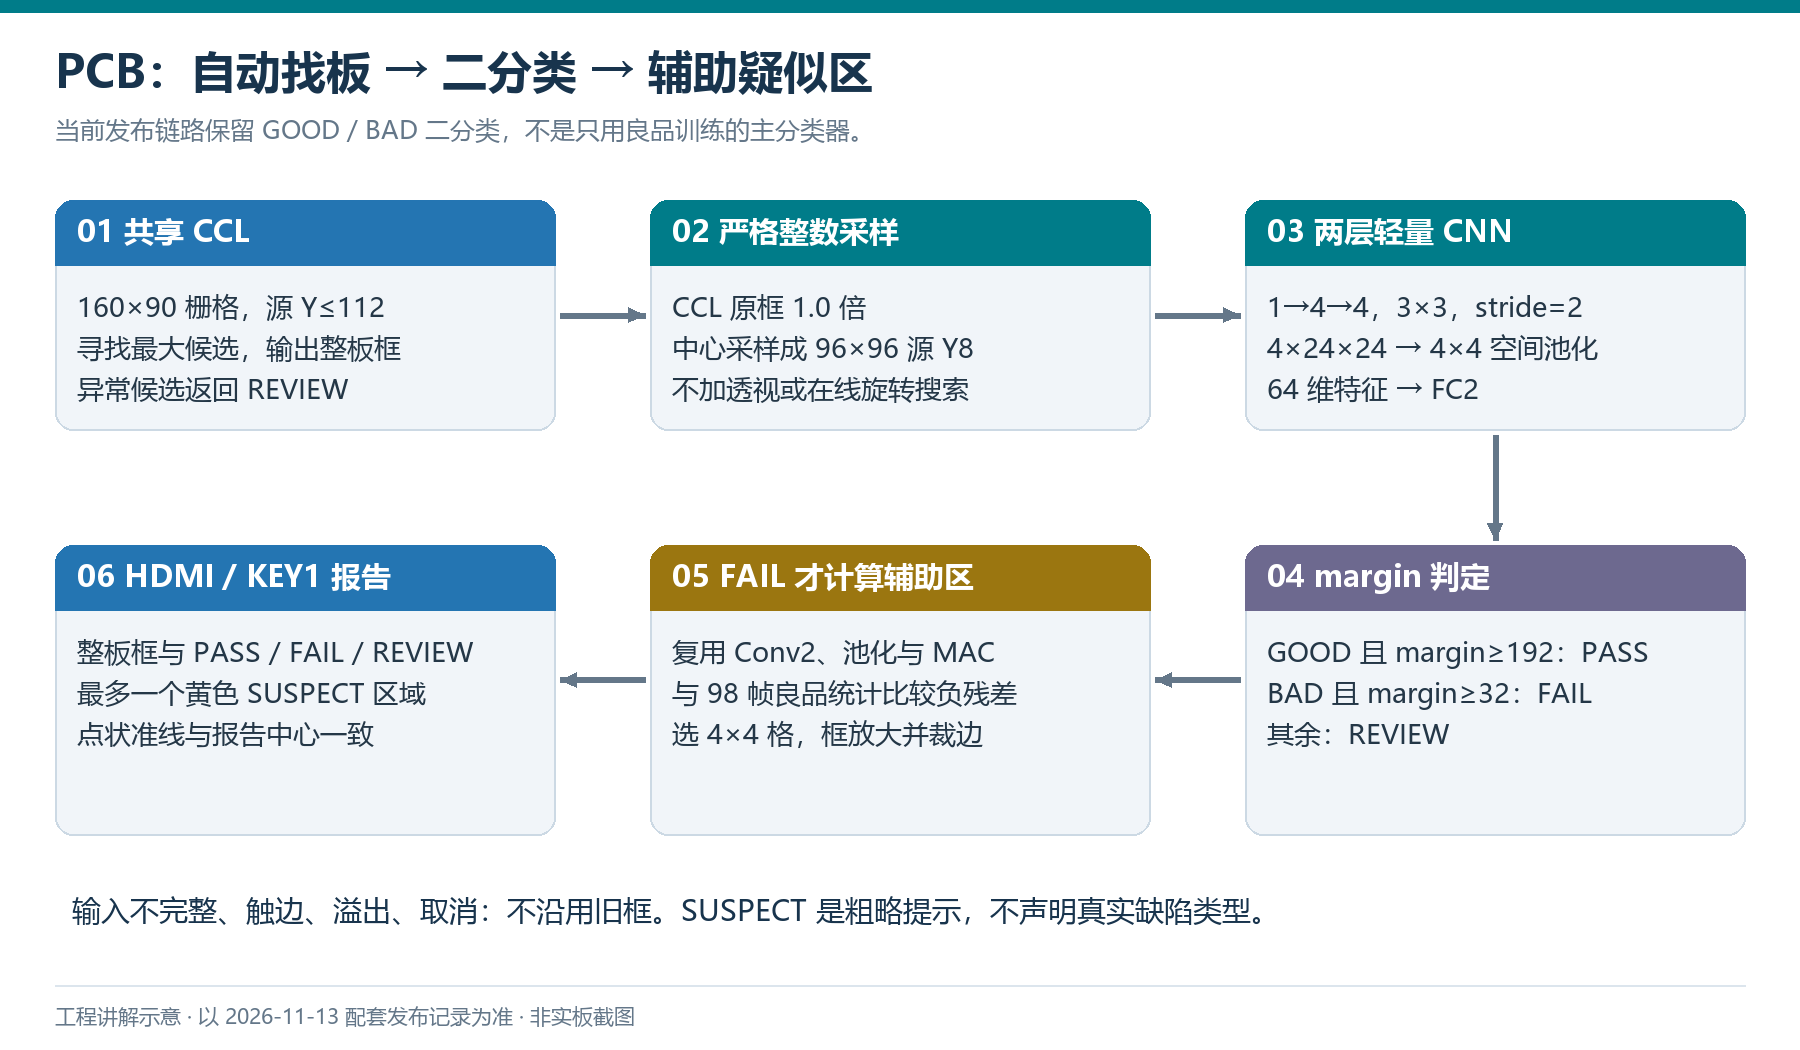 PCB：自动找板 → 二分类 → 辅助疑似区
当前发布链路保留 GOOD / BAD 二分类，不是只用良品训练的主分类器。
01 共享 CCL
160×90 栅格，源 Y≤112
寻找最大候选，输出整板框
异常候选返回 REVIEW
02 严格整数采样
CCL 原框 1.0 倍
中心采样成 96×96 源 Y8
不加透视或在线旋转搜索
03 两层轻量 CNN
1→4→4，3×3，stride=2
4×24×24 → 4×4 空间池化
64 维特征 → FC2
04 margin 判定
GOOD 且 margin≥192：PASS
BAD 且 margin≥32：FAIL
其余：REVIEW
05 FAIL 才计算辅助区
复用 Conv2、池化与 MAC
与 98 帧良品统计比较负残差
选 4×4 格，框放大并裁边
06 HDMI / KEY1 报告
整板框与 PASS / FAIL / REVIEW
最多一个黄色 SUSPECT 区域
点状准线与报告中心一致
输入不完整、触边、溢出、取消：不沿用旧框。SUSPECT 是粗略提示，不声明真实缺陷类型。
工程讲解示意 · 以 2026-11-13 配套发布记录为准 · 非实板截图